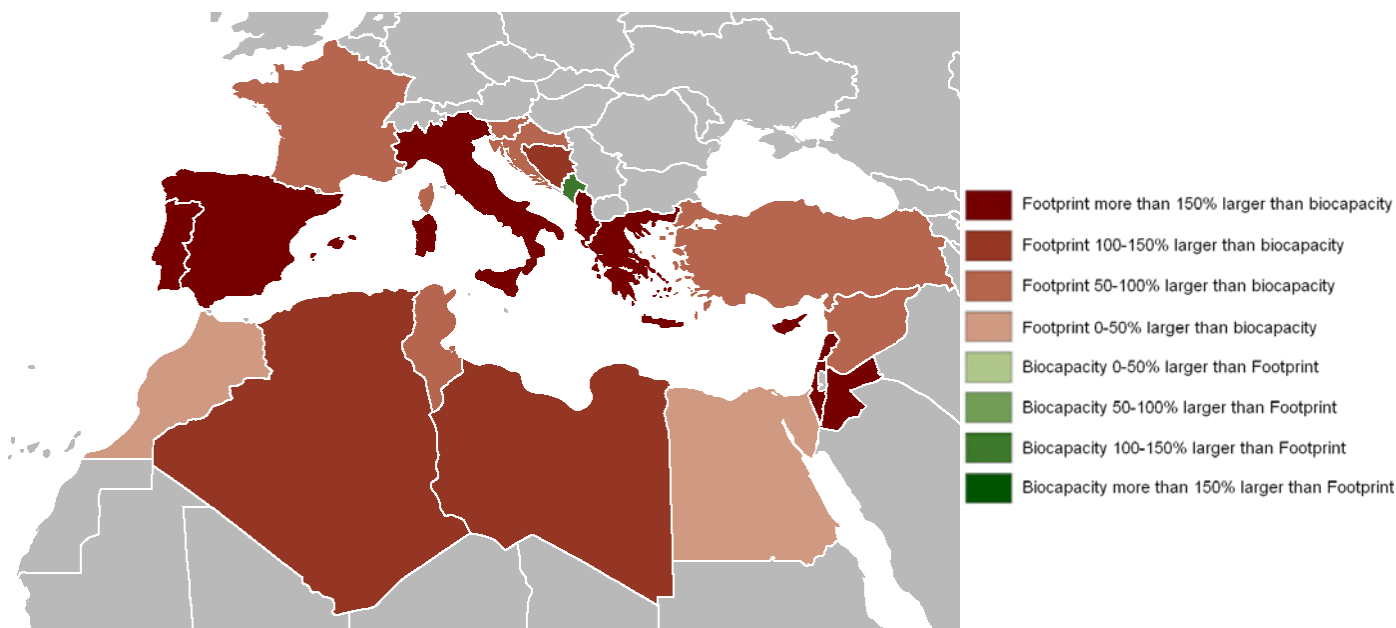 Footprint more than 150% larger than biocapacity
Footprint 100-150% larger than biocapacity
Footprint 50-100% larger than biocapacity
Footprint 0-50% larger than biocapacity
Biocapacity 0-50% larger than Footprint
Biocapacity 50-100% larger than Footprint
Biocapacity 100-150% larger than Footprint
Biocapacity more than 150% larger than Footprint